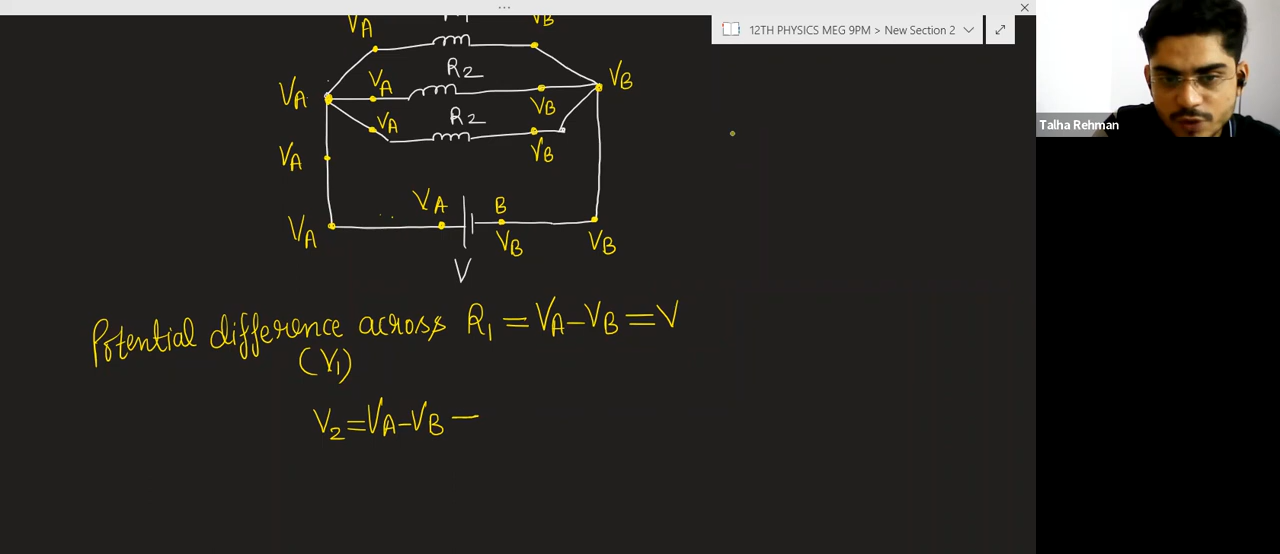 12TH PHYSICS MEG 9PM > New Section 2
VA VB
R2
VA VA VB VB
R2
VA VB
VA
VA B
VA VB VB
V
Potential difference across R1 = VA - VB = V
(V1)
V2 = VA - VB =
Talha Rehman